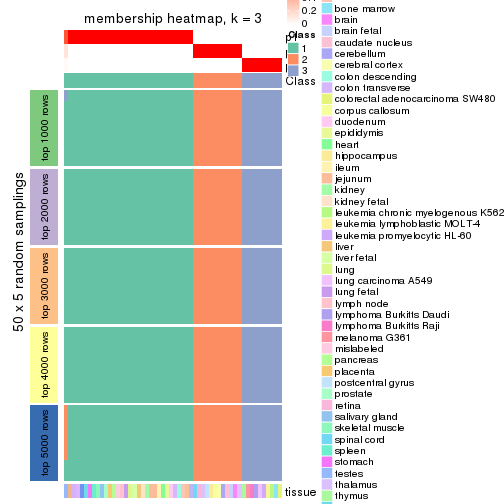 membership heatmap, k = 3
0.2
0
Class
1
2
3
Class
50 x 5 random samplings
top 1000 rows
top 2000 rows
top 3000 rows
top 4000 rows
top 5000 rows
tissue
bone marrow
brain
brain fetal
caudate nucleus
cerebellum
cerebral cortex
colon descending
colon transverse
colorectal adenocarcinoma SW480
corpus callosum
duodenum
epididymis
heart
hippocampus
ileum
jejunum
kidney
kidney fetal
leukemia chronic myelogenous K562
leukemia lymphoblastic MOLT-4
leukemia promyelocytic HL-60
liver
liver fetal
lung
lung carcinoma A549
lung fetal
lymph node
lymphoma Burkitts Daudi
lymphoma Burkitts Raji
melanoma G361
mislabeled
pancreas
placenta
postcentral gyrus
prostate
retina
salivary gland
skeletal muscle
spinal cord
spleen
stomach
testes
thalamus
thymus